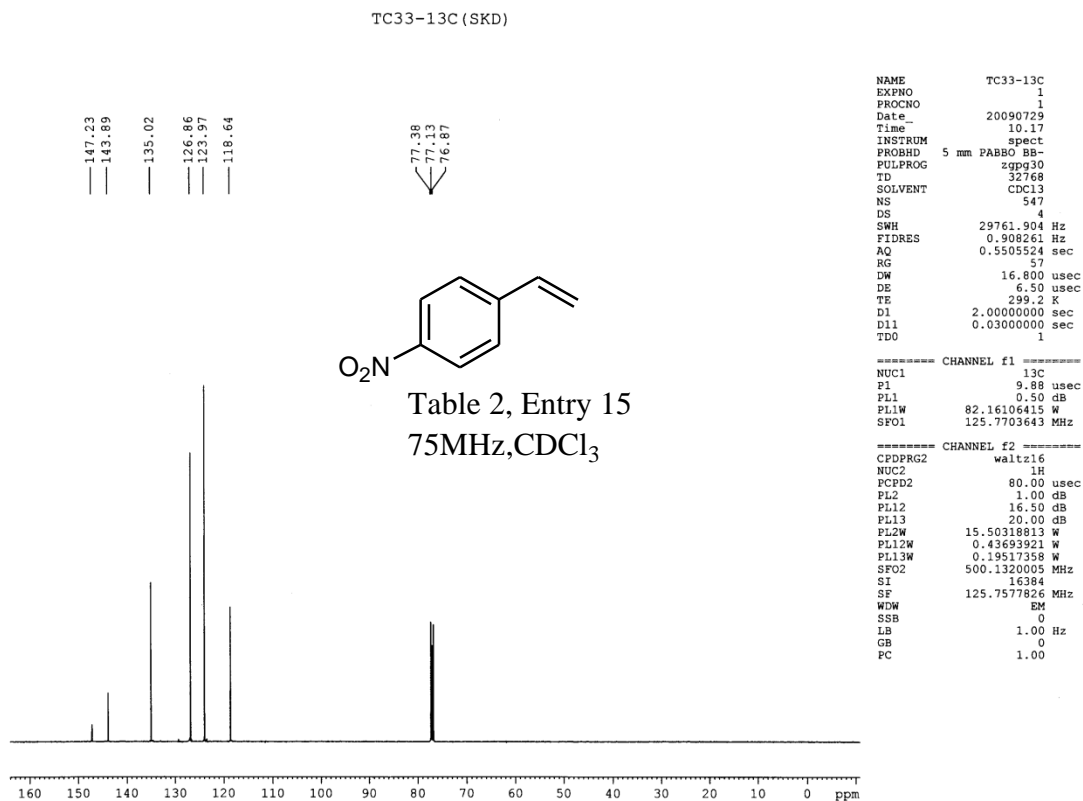 TC33-13C(SKD)
147.23
143.89
135.02
126.86
123.97
118.64
77.38
77.13
76.87
O2N
Table 2, Entry 15
75MHz,CDCl3
160 150 140 130 120 110 100 90 80 70 60 50 40 30 20 10 0 ppm
NAME TC33-13C
EXPNO 1
PROCNO 1
Date_ 20090729
Time 10.17
INSTRUM spect
PROBHD 5 mm PABBO BB-
PULPROG zgpg30
TD 32768
SOLVENT CDCl3
NS 547
DS 4
SWH 29761.904 Hz
FIDRES 0.908261 Hz
AQ 0.5505524 sec
RG 57
DW 16.800 usec
DE 6.50 usec
TE 299.2 K
D1 2.00000000 sec
D11 0.03000000 sec
TD0 1
======== CHANNEL f1 ========
NUC1 13C
P1 9.88 usec
PL1 0.50 dB
PL1W 82.16106415 W
SFO1 125.7703643 MHz
======== CHANNEL f2 ========
CPDPRG2 waltz16
NUC2 1H
PCPD2 80.00 usec
PL2 1.00 dB
PL12 16.50 dB
PL13 20.00 dB
PL2W 15.50318813 W
PL12W 0.43693921 W
PL13W 0.19517358 W
SFO2 500.1320005 MHz
SI 16384
SF 125.7577826 MHz
WDW EM
SSB 0
LB 1.00 Hz
GB 0
PC 1.00